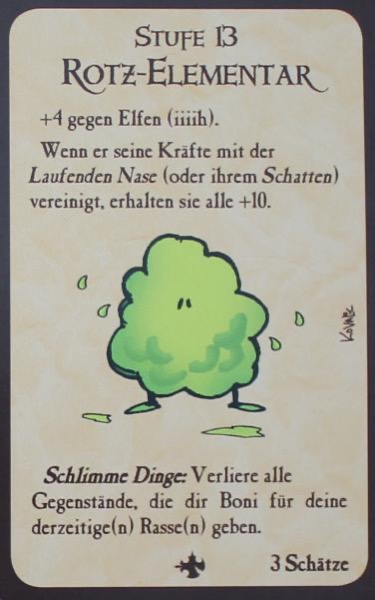 Stufe 13
Rotz-Elementar
+4 gegen Elfen (iiiih).
Wenn er seine Kräfte mit der
Laufenden Nase (oder ihrem Schatten)
vereinigt, erhalten sie alle +10.
Kovalic
Schlimme Dinge: Verliere alle
Gegenstände, die dir Boni für deine
derzeitige(n) Rasse(n) geben.
3 Schätze